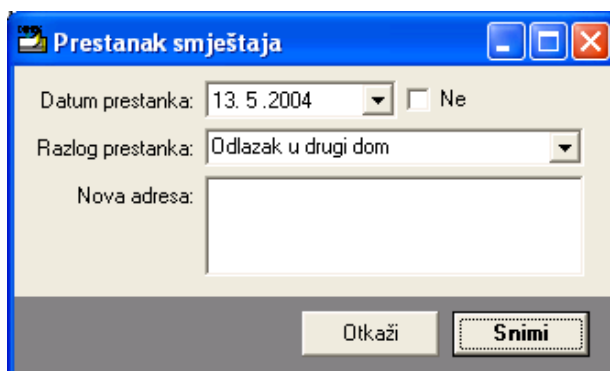 Prestanak smještaja
Datum prestanka: 13. 5 .2004 Ne
Razlog prestanka: Odlazak u drugi dom
Nova adresa:
Otkaži Snimi